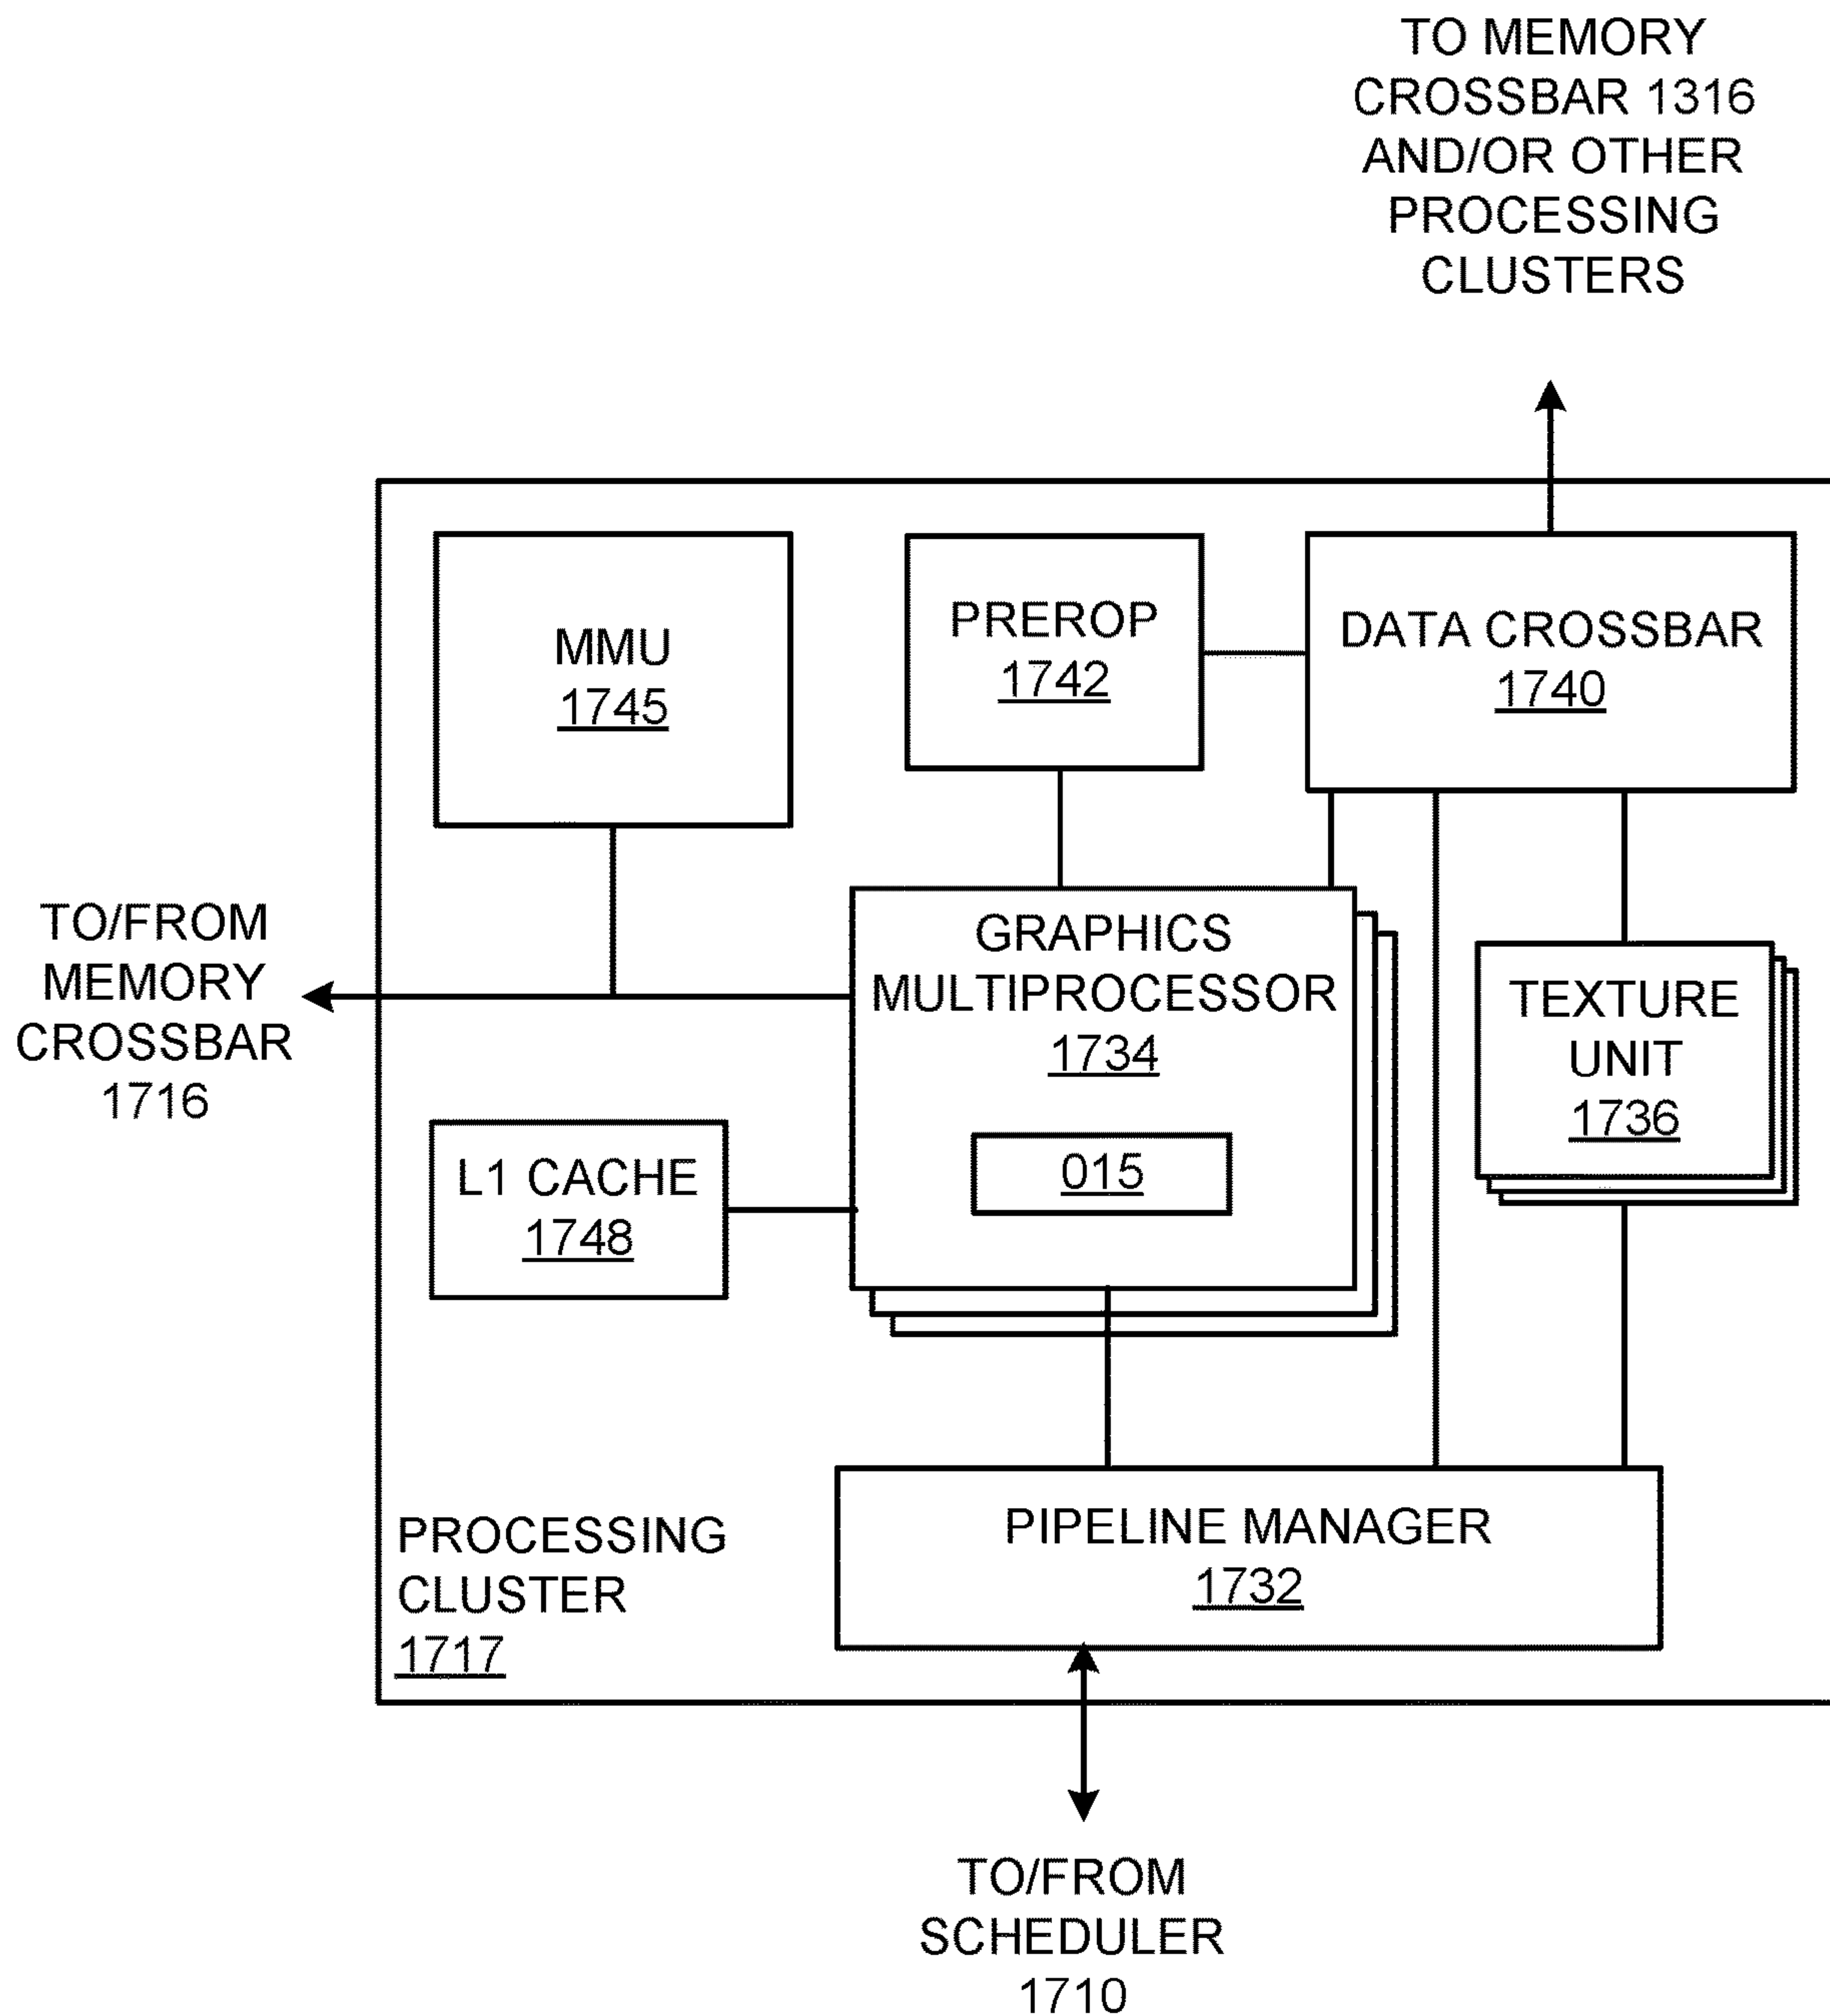 TO MEMORY
CROSSBAR 1316
AND/OR OTHER
PROCESSING
CLUSTERS
MMU
1745
PREROP
1742
DATA CROSSBAR
1740
TO/FROM
MEMORY
CROSSBAR
1716
GRAPHICS
MULTIPROCESSOR
1734
015
TEXTURE
UNIT
1736
L1 CACHE
1748
PROCESSING
CLUSTER
1717
PIPELINE MANAGER
1732
TO/FROM
SCHEDULER
1710